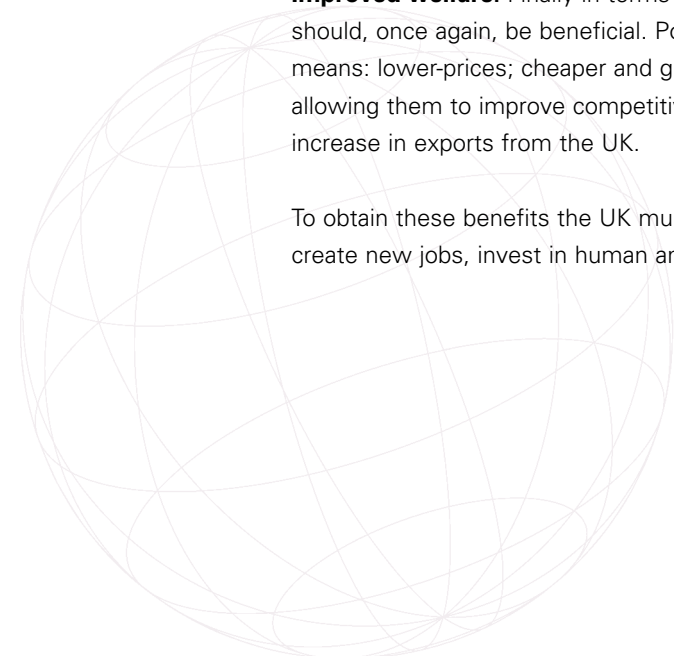 Improved welfare. Finally in terms
should, once again, be beneficial. Po
means: lower-prices; cheaper and g
allowing them to improve competitiv
increase in exports from the UK.
To obtain these benefits the UK mu
create new jobs, invest in human an